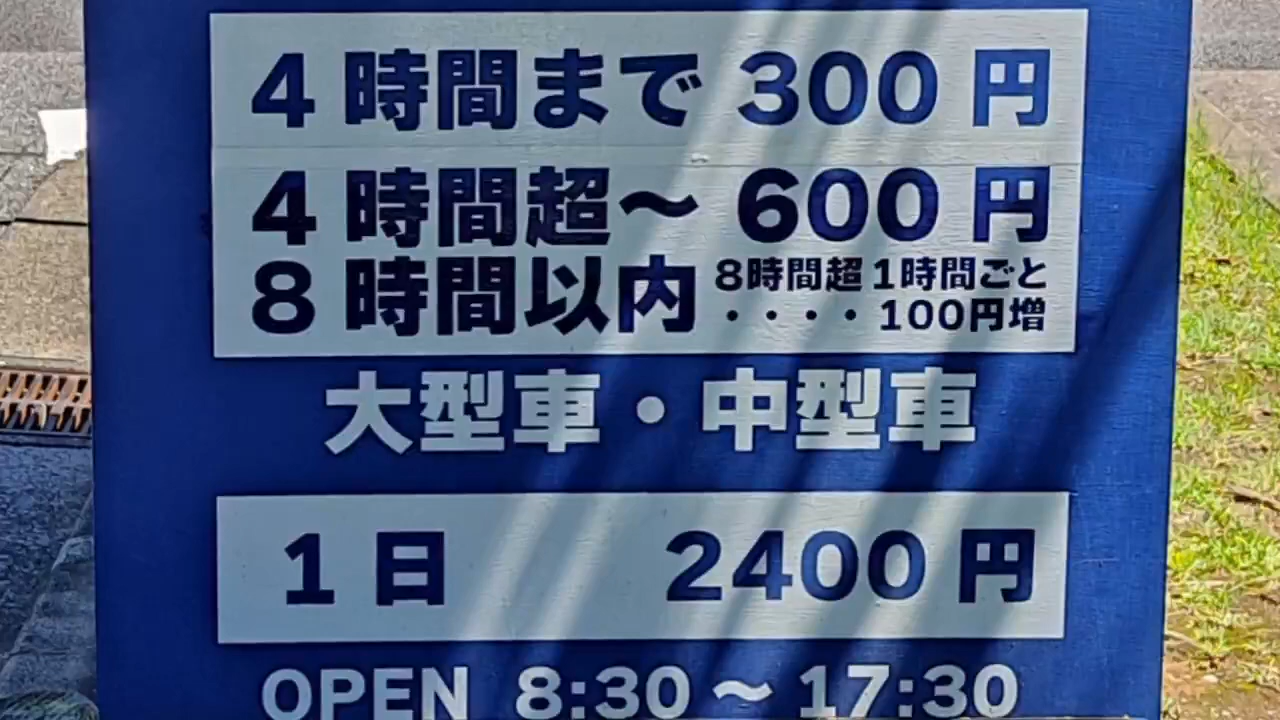 4時間まで 300円
4時間超〜 600円
8時間以内 8時間超1時間ごと
・・・・100円増
大型車・中型車
1日 2400円
OPEN 8:30〜17:30